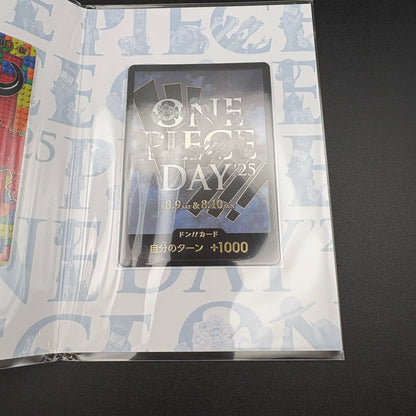 ONE
PIECE
DAY'25
8.9 SAT & 8.10 SUN
ドン!!カード
自分のターン +1000